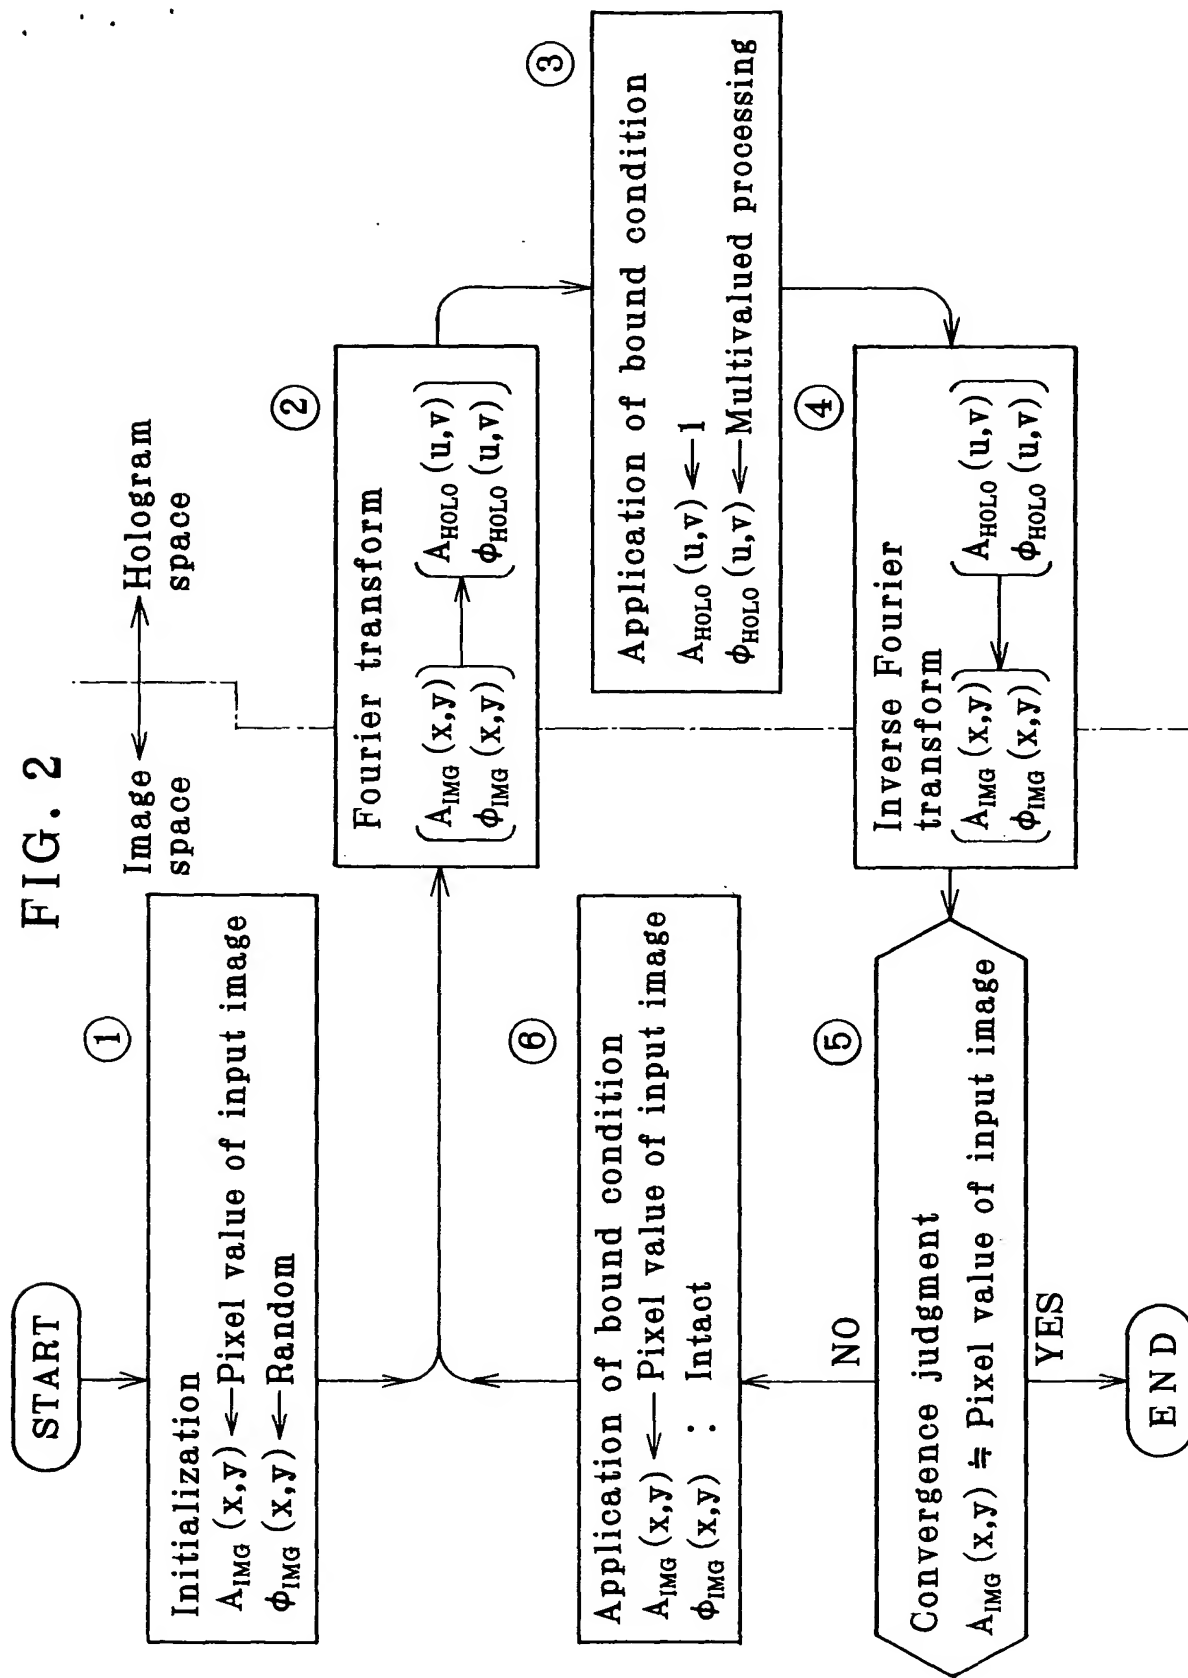 FIG. 2
Image space
Hologram space
START
①
Initialization
A_IMG (x,y) ← Pixel value of input image
ϕ_IMG (x,y) ← Random
②
Fourier transform
(A_IMG (x,y) ϕ_IMG (x,y)) → (A_HOLO (u,v) ϕ_HOLO (u,v))
③
Application of bound condition
A_HOLO (u,v) ← 1
ϕ_HOLO (u,v) ← Multivalued processing
④
Inverse Fourier
transform
(A_IMG (x,y) ϕ_IMG (x,y)) ← (A_HOLO (u,v) ϕ_HOLO (u,v))
⑤
Convergence judgment
A_IMG (x,y) ≒ Pixel value of input image
NO
YES
⑥
Application of bound condition
A_IMG (x,y) ← Pixel value of input image
ϕ_IMG (x,y) : Intact
END